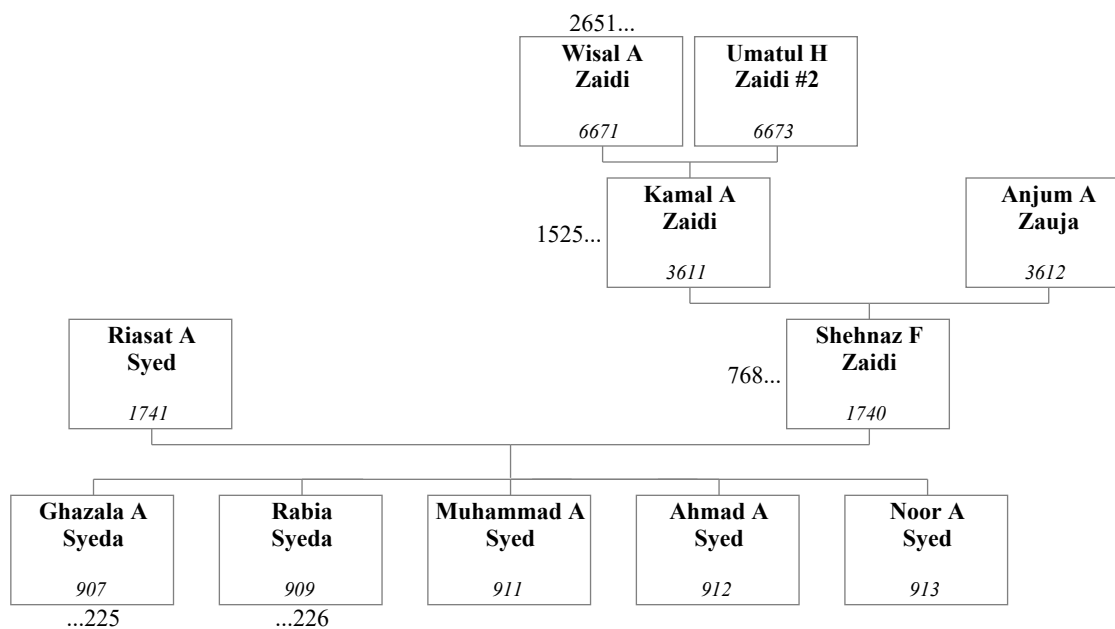 2651...
Wisal A
Zaidi
6671
Umatul H
Zaidi #2
6673
1525...
Kamal A
Zaidi
3611
Anjum A
Zauja
3612
Riasat A
Syed
1741
768...
Shehnaz F
Zaidi
1740
Ghazala A
Syeda
907
...225
Rabia
Syeda
909
...226
Muhammad A
Syed
911
Ahmad A
Syed
912
Noor A
Syed
913